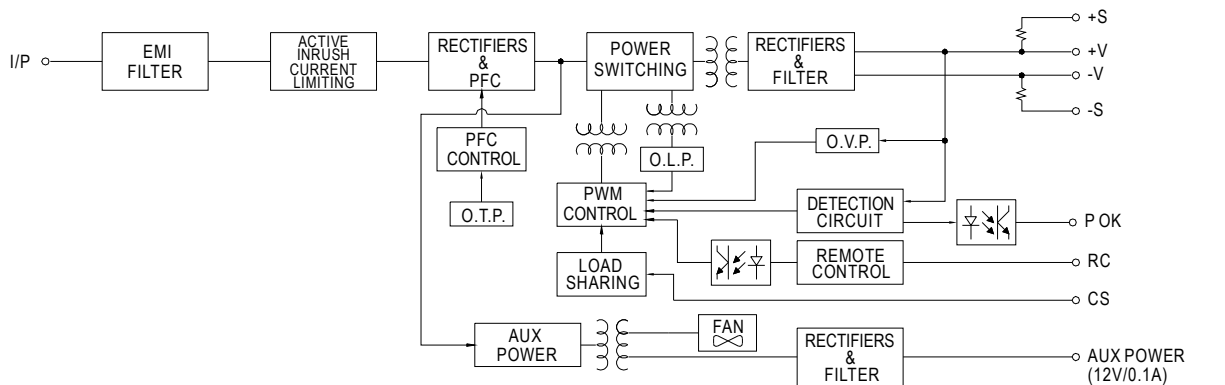 I/P
EMI
FILTER
ACTIVE
INRUSH
CURRENT
LIMITING
RECTIFIERS
&
PFC
POWER
SWITCHING
RECTIFIERS
&
FILTER
+S
+V
-V
-S
PFC
CONTROL
O.L.P.
O.V.P.
O.T.P.
PWM
CONTROL
DETECTION
CIRCUIT
P OK
LOAD
SHARING
REMOTE
CONTROL
RC
CS
AUX
POWER
FAN
RECTIFIERS
&
FILTER
AUX POWER
(12V/0.1A)